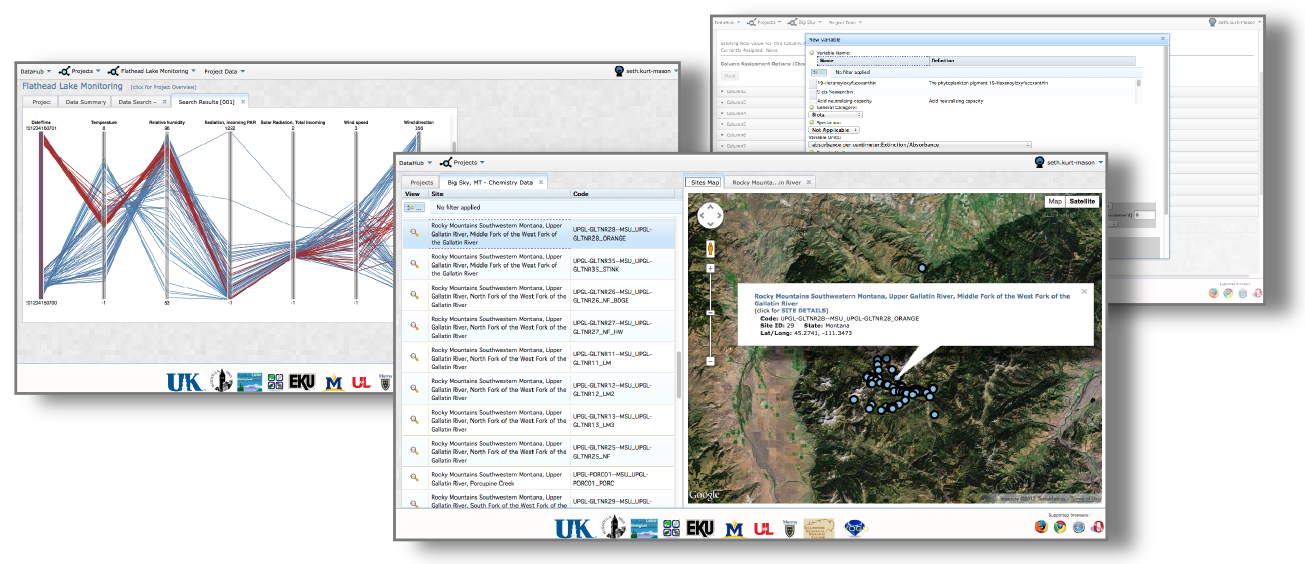 DataHub Projects Flathead Lake Monitoring Project Data seth.kurt-mason
Flathead Lake Monitoring (click for Project Overview)
Project Data Summary Data Search - Search Results [001]
DateTime Temperature Relative humidity Radiation, incoming PAR Solar Radiation, Total Incoming Wind speed Wind direction
8 96 1222 2 3 356
-1 53 -1 -1 -1
UK EKU M UL
DataHub Projects Big Sky Project Data seth.kurt-mason
Starting Row value for this Column
Currently Assigned: None
Column Assignment Options
New Variable
Variable Name:
Name Definition
No filter applied
Acid neutralizing capacity Acid neutralizing capacity
General Category:
Biota
Speciation:
Not Applicable
Variable Units:
absorbance per centimeter:Extinction/Absorbance
Column3
Column4
Column5
Column6
Column7
Supported browsers
DataHub Projects seth.kurt-mason
Projects Big Sky, MT - Chemistry Data
View Site Code
No filter applied
Rocky Mountains Southwestern Montana, Upper
Gallatin River, Middle Fork of the West Fork of
the Gallatin River
UPGL-GLTNR28--MSU_UPGL-
GLTNR28_ORANGE
Rocky Mountains Southwestern Montana, Upper
Gallatin River, Middle Fork of the West Fork of
the Gallatin River
UPGL-GLTNR35--MSU_UPGL-
GLTNR35_STINK
Rocky Mountains Southwestern Montana, Upper
Gallatin River, North Fork of the West Fork of the
Gallatin River
UPGL-GLTNR26--MSU_UPGL-
GLTNR26_NF_BDGE
Rocky Mountains Southwestern Montana, Upper
Gallatin River, North Fork of the West Fork of the
Gallatin River
UPGL-GLTNR27--MSU_UPGL-
GLTNR27_NF_HW
Rocky Mountains Southwestern Montana, Upper
Gallatin River, North Fork of the West Fork of the
Gallatin River
UPGL-GLTNR11--MSU_UPGL-
GLTNR11_LM
Rocky Mountains Southwestern Montana, Upper
Gallatin River, North Fork of the West Fork of the
Gallatin River
UPGL-GLTNR12--MSU_UPGL-
GLTNR12_LM2
Rocky Mountains Southwestern Montana, Upper
Gallatin River, North Fork of the West Fork of the
Gallatin River
UPGL-GLTNR13--MSU_UPGL-
GLTNR13_LM3
Rocky Mountains Southwestern Montana, Upper
Gallatin River, North Fork of the West Fork of the
Gallatin River
UPGL-GLTNR25--MSU_UPGL-
GLTNR25_NF
Rocky Mountains Southwestern Montana, Upper
Gallatin River, Porcupine Creek
UPGL-PORC01--MSU_UPGL-
PORC01_PORC
Rocky Mountains Southwestern Montana, Upper
Gallatin River, South Fork of the West Fork of the
UPGL-GLTNR29--MSU_UPGL-
Sites Map Rocky Mounta...in River
Map Satellite
Rocky Mountains Southwestern Montana, Upper Gallatin River, Middle Fork of the West Fork of the
Gallatin River
(click for SITE DETAILS)
Code: UPGL-GLTNR28--MSU_UPGL-GLTNR28_ORANGE
Site ID: 29 State: Montana
Lat/Long: 45.2741, -111.3473
Google
Terms of Use
UK EKU M UL
Supported browsers: